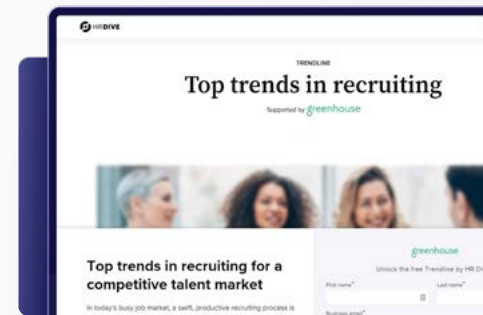 HRDIVE
TRENDLINE
Top trends in recruiting
Supported by greenhouse
greenhouse
Unlock the free Trendline by HR Di
Top trends in recruiting for a
competitive talent market
In today's busy job market, a swift, productive recruiting process is
First name*
Last name*
Business email*